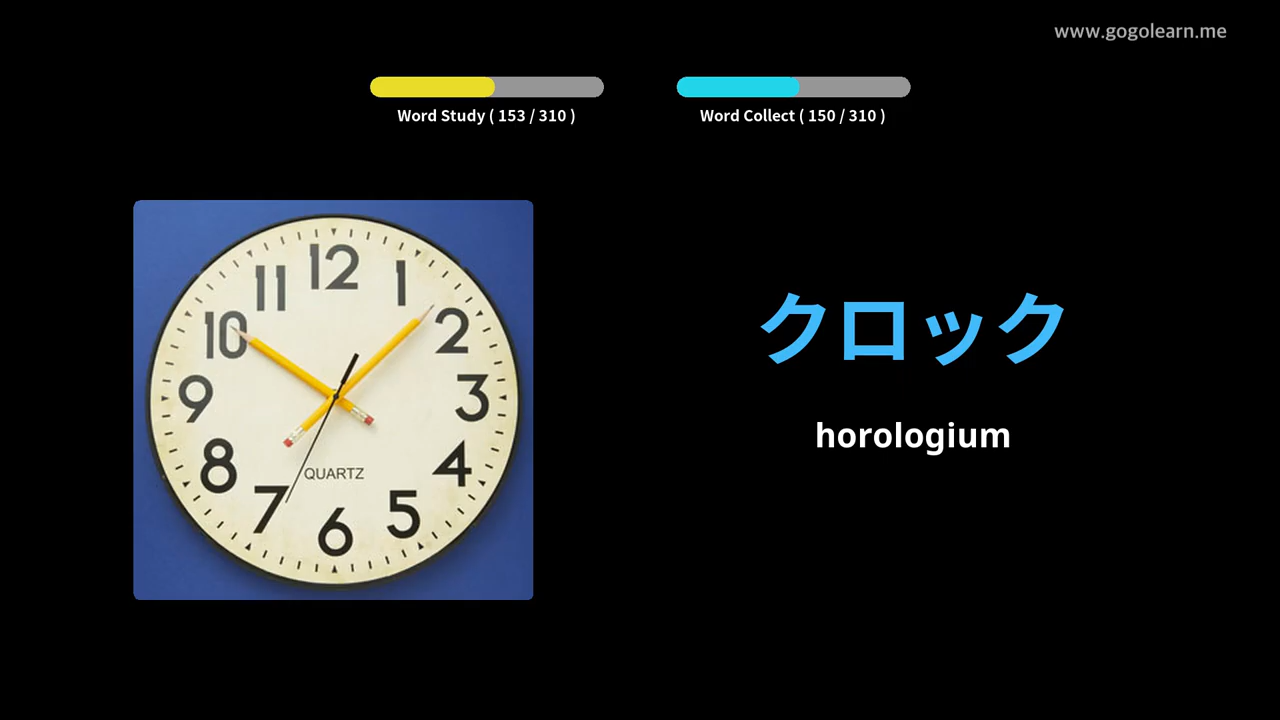 www.gogolearn.me
Word Study ( 153 / 310 )
Word Collect ( 150 / 310 )
12
11
1
10
2
9
3
8
4
7
5
6
QUARTZ
クロック
horologium